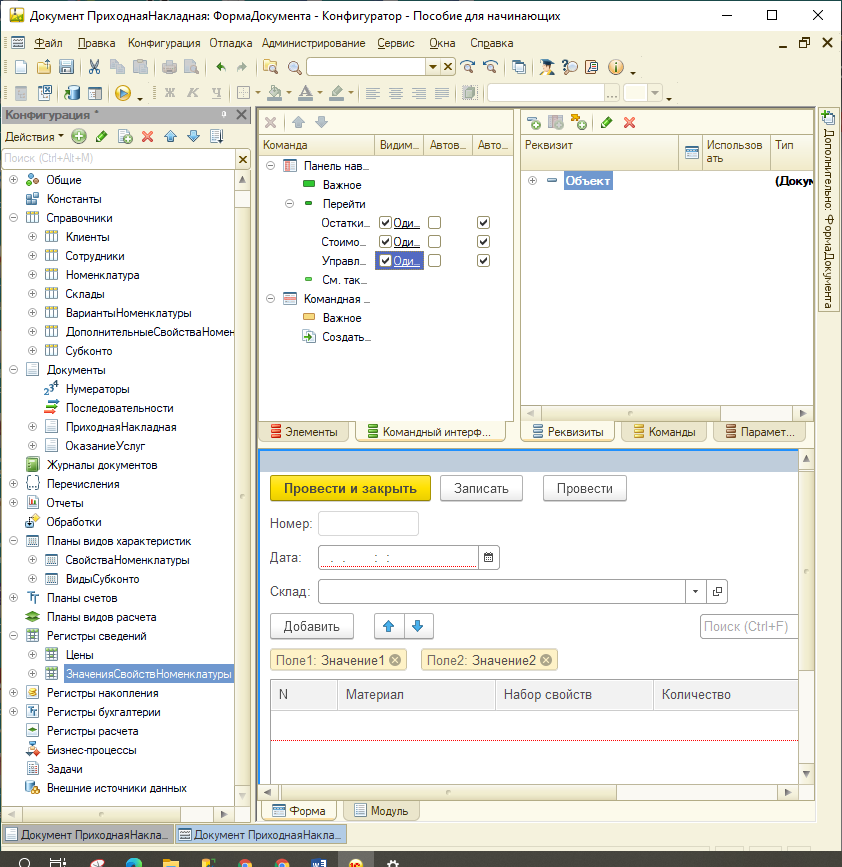 Документ ПриходнаяНакладная: ФормаДокумента - Конфигуратор - Пособие для начинающих
Файл Правка Конфигурация Отладка Администрирование Сервис Окна Справка
Ж К Ч
Конфигурация *
Действия
Поиск (Ctrl+Alt+M)
Общие
Константы
Справочники
Клиенты
Сотрудники
Номенклатура
Склады
ВариантыНоменклатуры
ДополнительныеСвойстваНомен
Субконто
Документы
Нумераторы
Последовательности
ПриходнаяНакладная
ОказаниеУслуг
Журналы документов
Перечисления
Отчеты
Обработки
Планы видов характеристик
СвойстваНоменклатуры
ВидыСубконто
Планы счетов
Планы видов расчета
Регистры сведений
Цены
ЗначенияСвойствНоменклатуры
Регистры накопления
Регистры бухгалтерии
Регистры расчета
Бизнес-процессы
Задачи
Внешние источники данных
Команда Видим... Автов... Авто...
Панель нав...
Важное
Перейти
Остатки... Оди...
Стоимо... Оди...
Управл... Оди...
См. так...
Командная ...
Важное
Создать...
Элементы Командный интерф...
Реквизит Использовать Тип
Объект (Докум
Реквизиты Команды Парамет...
Дополнительно: ФормаДокумента
Провести и закрыть Записать Провести
Номер:
Дата: . . : :
Склад:
Добавить Поиск (Ctrl+F)
Поле1: Значение1 Поле2: Значение2
N Материал Набор свойств Количество
Форма Модуль
Документ ПриходнаяНакла... Документ ПриходнаяНакла...